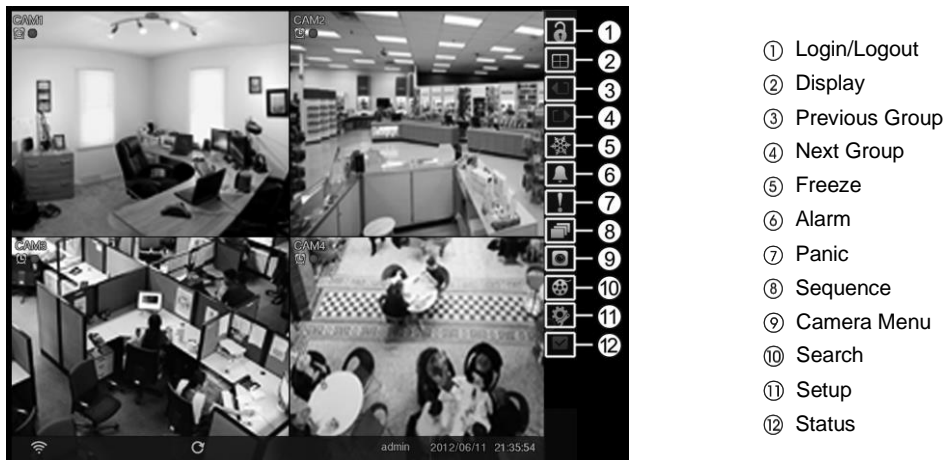 CAM1
CAM2
CAM3
CAM4
admin 2012/06/11 21:35:54
①
②
③
④
⑤
⑥
⑦
⑧
⑨
⑩
⑪
⑫
① Login/Logout
② Display
③ Previous Group
④ Next Group
⑤ Freeze
⑥ Alarm
⑦ Panic
⑧ Sequence
⑨ Camera Menu
⑩ Search
⑪ Setup
⑫ Status